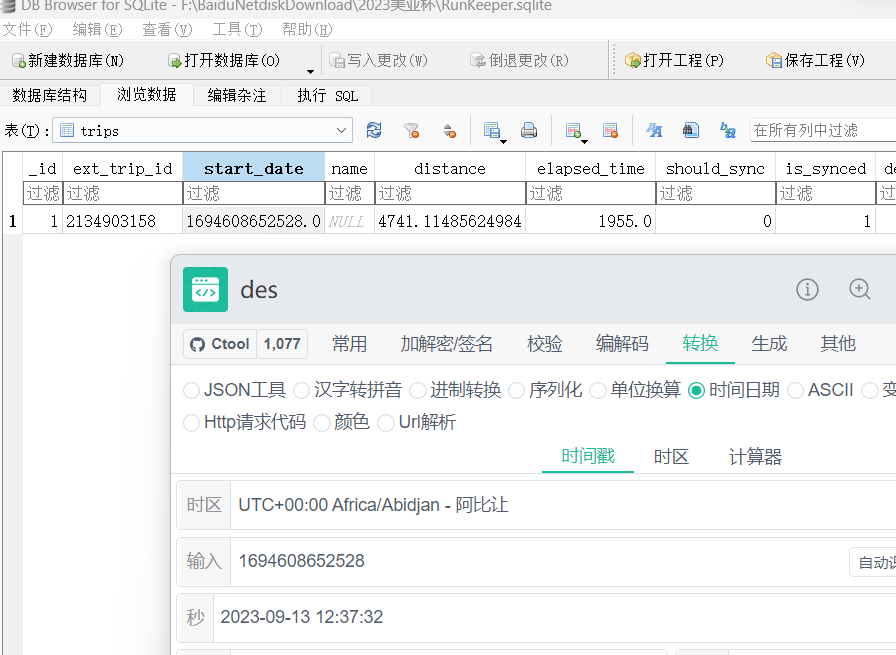 DB Browser for SQLite - F:\BaiduNetdiskDownload\2023美亚杯\RunKeeper.sqlite
文件(F) 编辑(E) 查看(V) 工具(T) 帮助(H)
新建数据库(N) 打开数据库(O) 写入更改(W) 倒退更改(R) 打开工程(P) 保存工程(V)
数据库结构 浏览数据 编辑杂注 执行 SQL
表(T): trips 在所有列中过滤
_id ext_trip_id start_date name distance elapsed_time should_sync is_synced de
过滤 过滤 过滤 过滤 过滤 过滤 过滤 过滤 过
1 1 2134903158 1694608652528.0 NULL 4741.11485624984 1955.0 0 1
des
Ctool 1,077 常用 加解密/签名 校验 编解码 转换 生成 其他
JSON工具 汉字转拼音 进制转换 序列化 单位换算 时间日期 ASCII 变
Http请求代码 颜色 Url解析
时间戳 时区 计算器
时区 UTC+00:00 Africa/Abidjan - 阿比让
输入 1694608652528 自动识
秒 2023-09-13 12:37:32